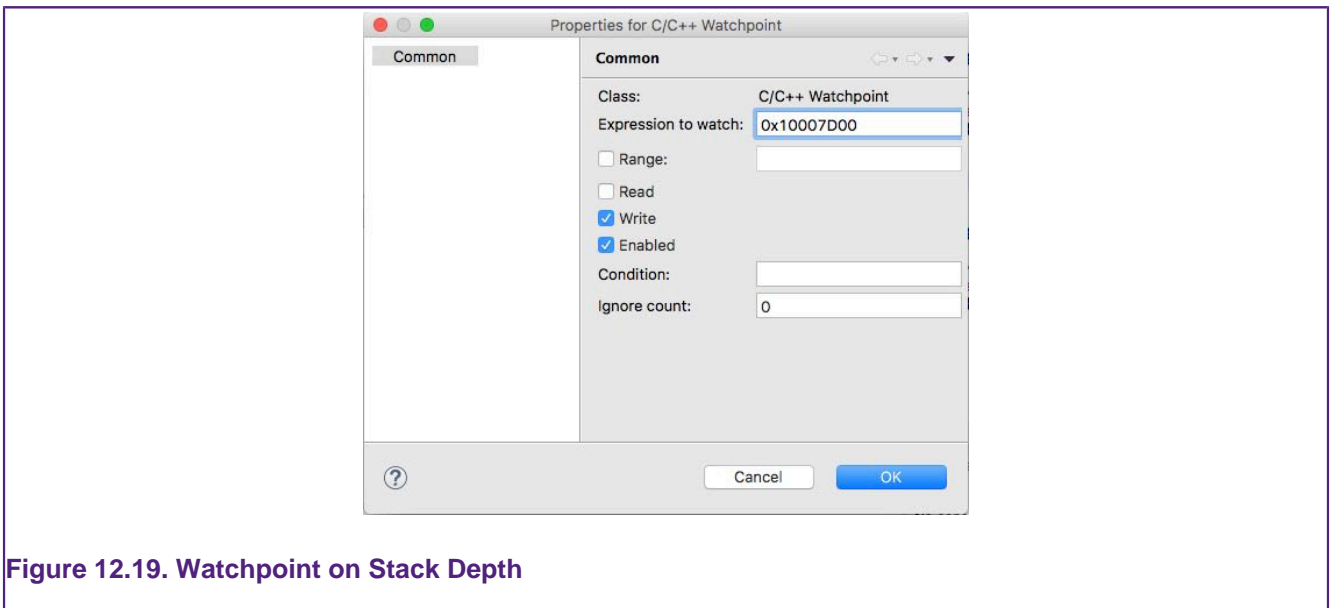 Properties for C/C++ Watchpoint
Common
Common
Class: C/C++ Watchpoint
Expression to watch: 0x10007D00
Range:
Read
Write
Enabled
Condition:
Ignore count: 0
?
Cancel OK
Figure 12.19. Watchpoint on Stack Depth